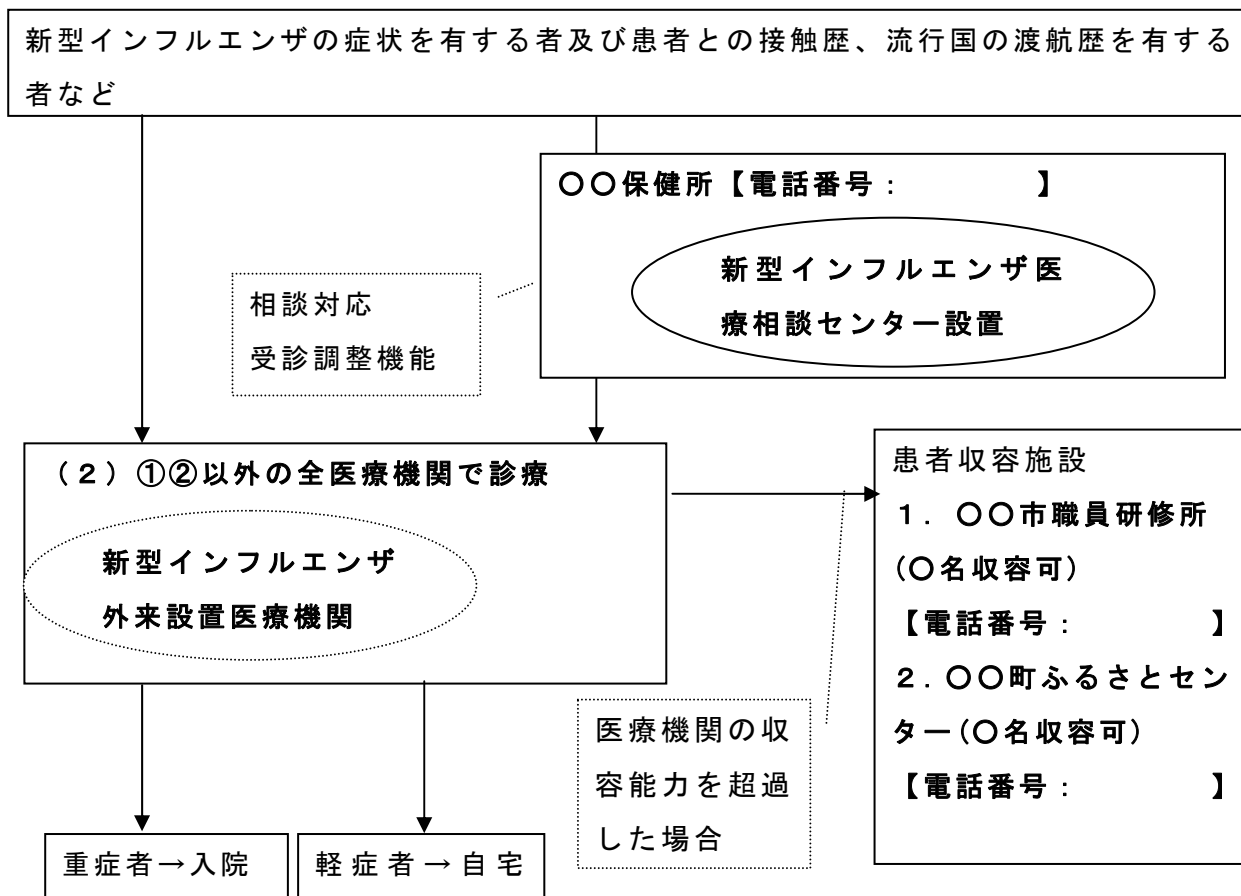 新型インフルエンザの症状を有する者及び患者との接触歴、流行国の渡航歴を有する
者など
〇〇保健所【電話番号：　　　　　】
新型インフルエンザ医
療相談センター設置
相談対応
受診調整機能
（２）①②以外の全医療機関で診療
新型インフルエンザ
外来設置医療機関
患者収容施設
１．〇〇市職員研修所
(〇名収容可)
【電話番号：　　　　　】
２．〇〇町ふるさとセン
ター(〇名収容可)
【電話番号：　　　　　】
医療機関の収
容能力を超過
した場合
重症者→入院
軽症者→自宅